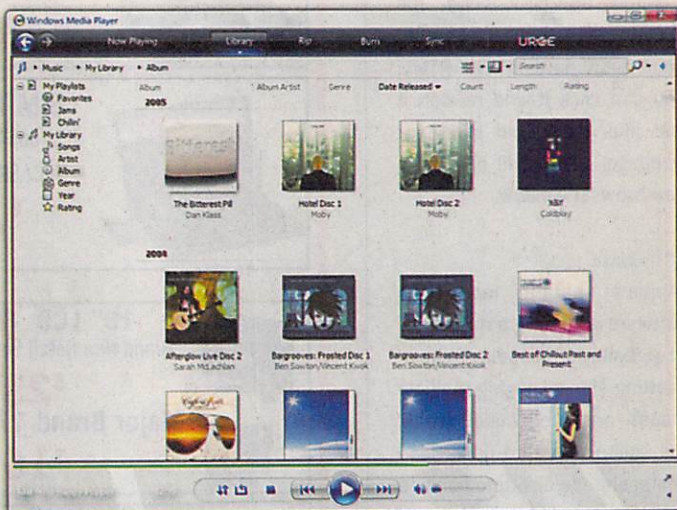 Windows Media Player
Now Playing Library Rip Burn Sync URGE
Music My Library Album Search
My Playlists
Favorites
Jams
Chillin'
My Library
Songs
Artist
Album
Genre
Year
Rating
Album Album Artist Genre Date Released Count Length Rating
2005
The Bitterest Pill
Dan Klass
Hotel Disc 1
Moby
Hotel Disc 2
Moby
X&Y
Coldplay
2004
Afterglow Live Disc 2
Sarah McLachlan
Bargrooves: Frosted Disc 1
Ben Sowton/Vincent Kwok
Bargrooves: Frosted Disc 2
Ben Sowton/Vincent Kwok
Best of Chillout Past and
Present